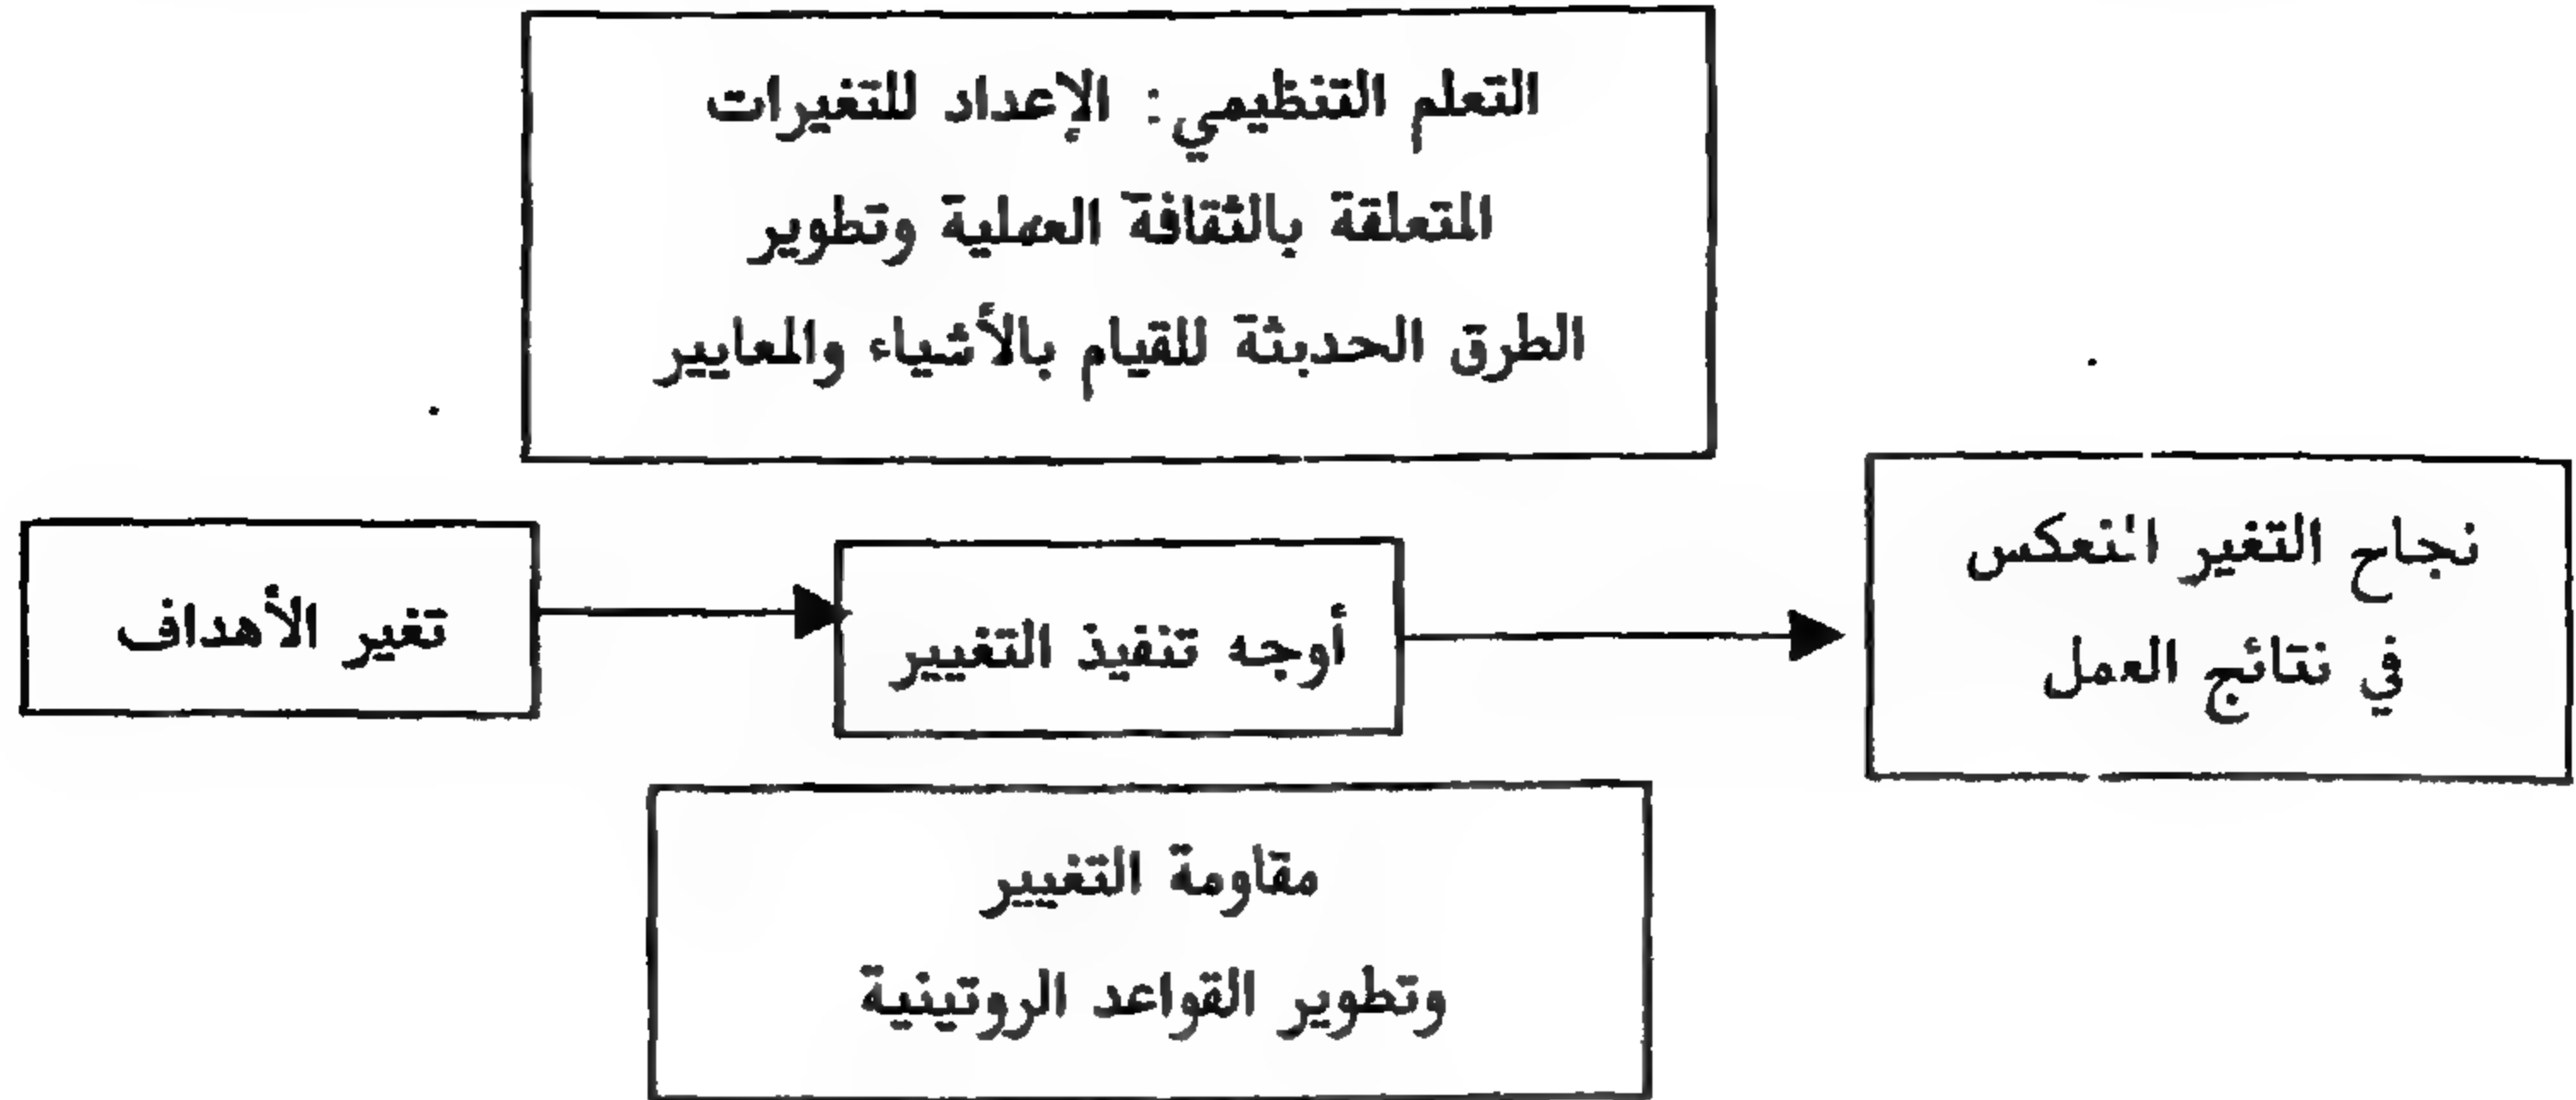 التعلم التنظيمي: الإعداد للتغيرات
المتعلقة بالثقافة العملية وتطوير
الطرق الحديثة للقيام بالأشياء والمعايير
تغير الأهداف
أوجه تنفيذ التغيير
نجاح التغير المنعكس
في نتائج العمل
مقاومة التغيير
وتطوير القواعد الروتينية